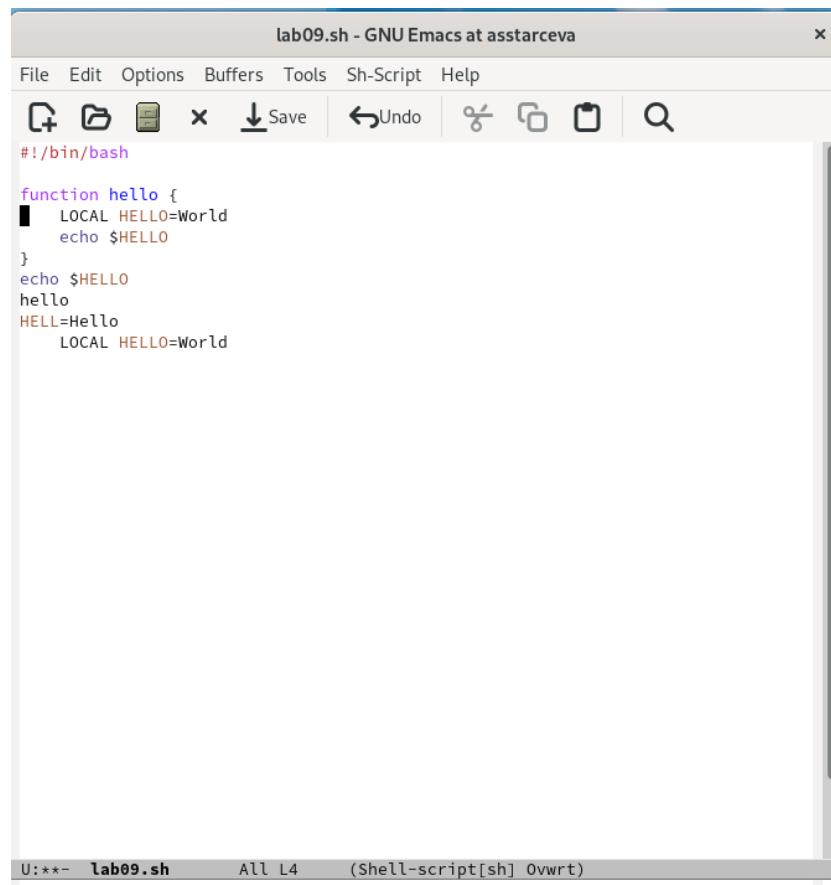 lab09.sh - GNU Emacs at asstarceva
File Edit Options Buffers Tools Sh-Script Help
Save Undo
#!/bin/bash
function hello {
    LOCAL HELLO=World
    echo $HELLO
}
echo $HELLO
hello
HELL=Hello
    LOCAL HELLO=World
U:**-  lab09.sh       All L4     (Shell-script[sh] Ovwrt)